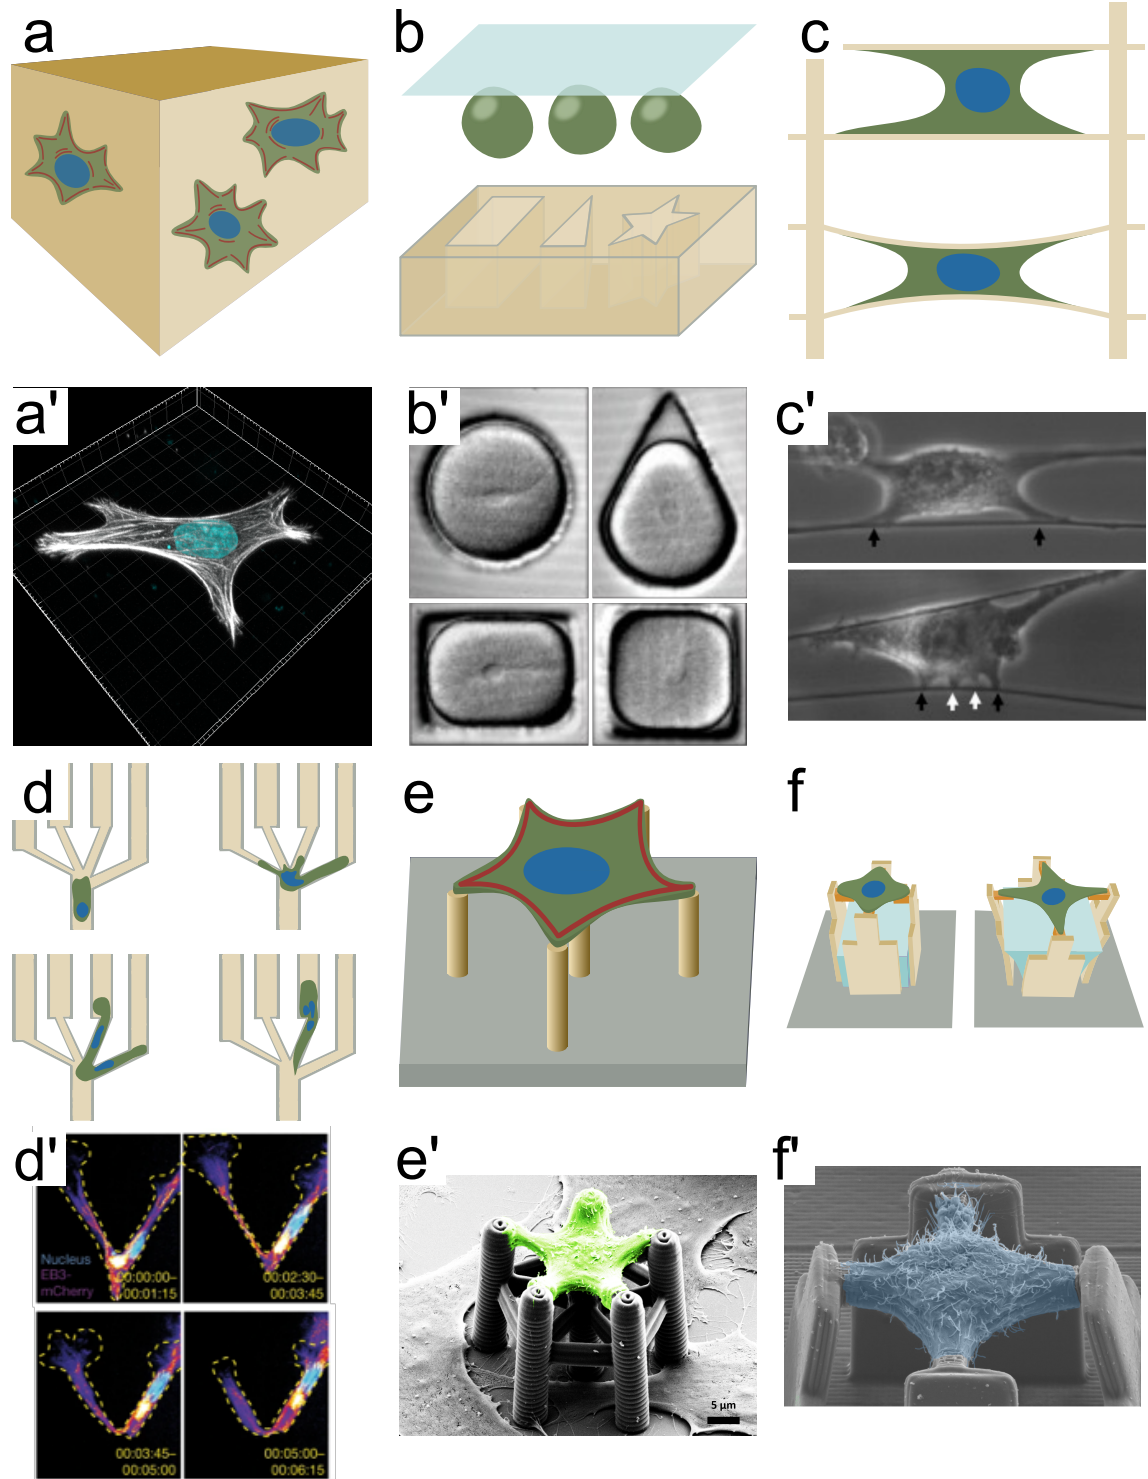 a
b
c
a'
b'
c'
d
e
f
d'
Nucleus
EB3-
mCherry
00:00:00–
00:01:15
00:02:30–
00:03:45
00:03:45–
00:05:00
00:05:00–
00:06:15
e'
5 µm
f'